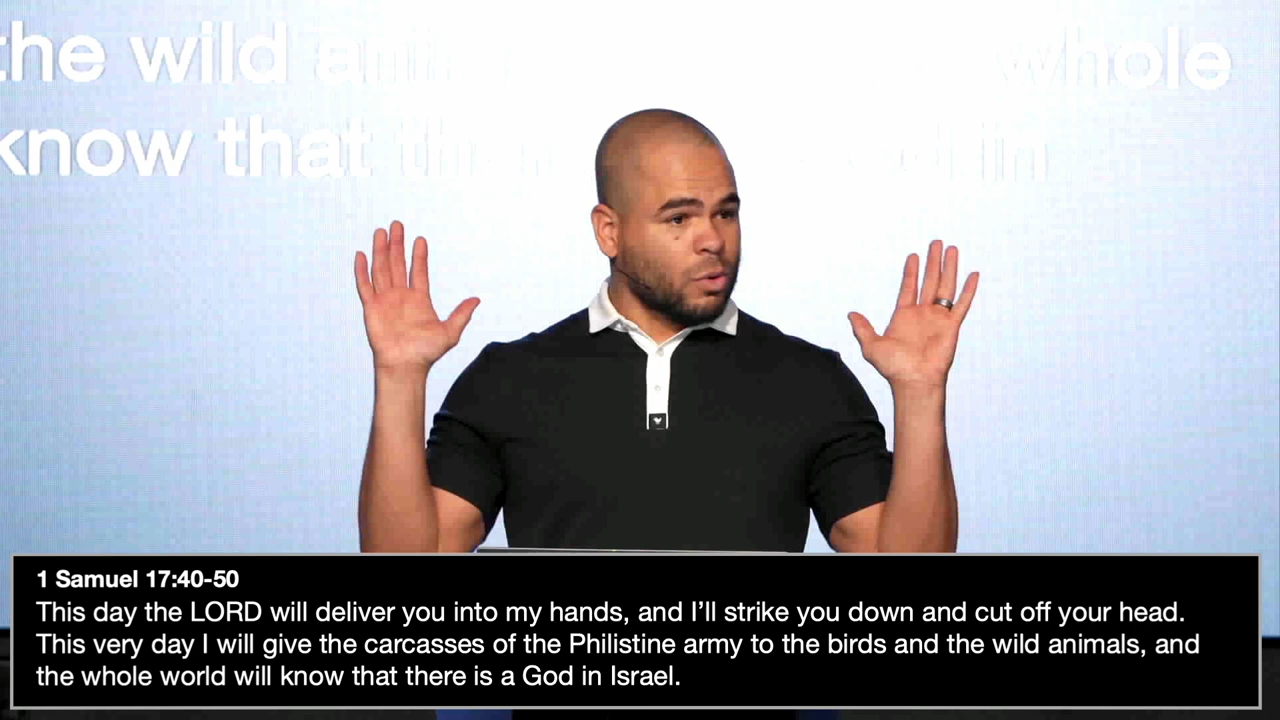 the wild ani whole
know that in
1 Samuel 17:40-50
This day the LORD will deliver you into my hands, and I’ll strike you down and cut off your head.
This very day I will give the carcasses of the Philistine army to the birds and the wild animals, and
the whole world will know that there is a God in Israel.